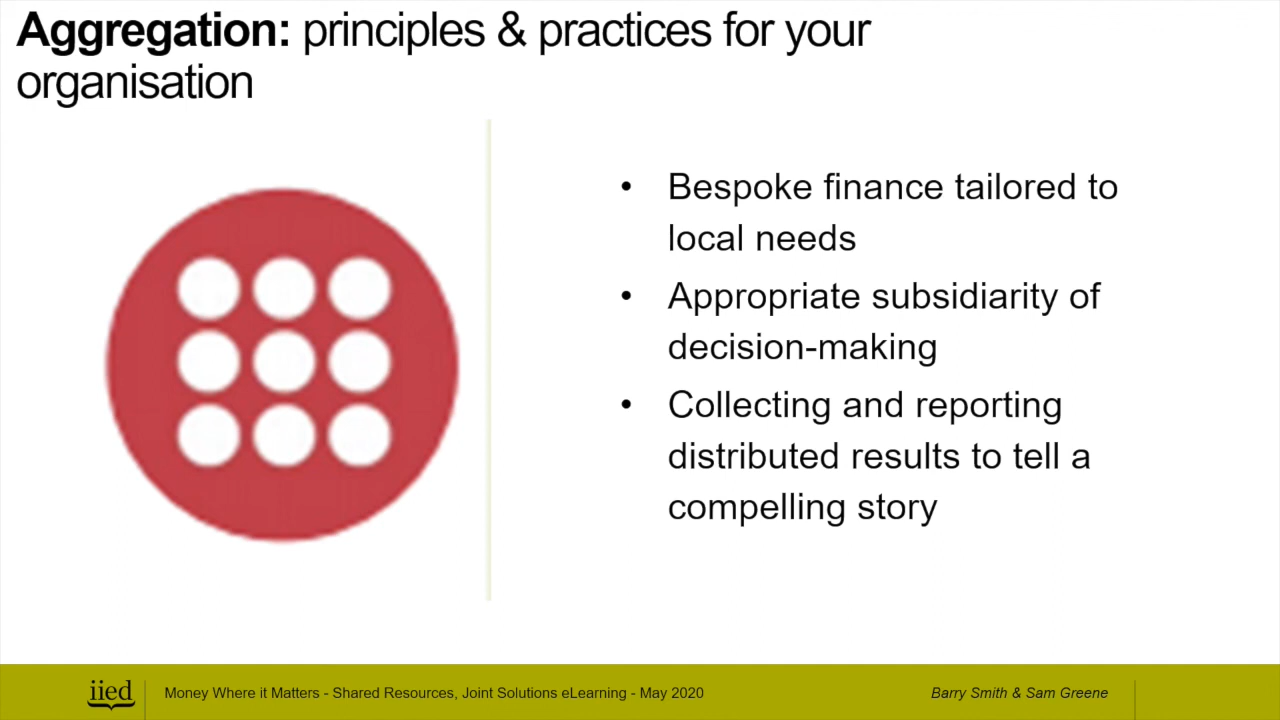 Aggregation: principles & practices for your
organisation
• Bespoke finance tailored to
local needs
• Appropriate subsidiarity of
decision-making
• Collecting and reporting
distributed results to tell a
compelling story
iied
Money Where it Matters - Shared Resources, Joint Solutions eLearning - May 2020
Barry Smith & Sam Greene